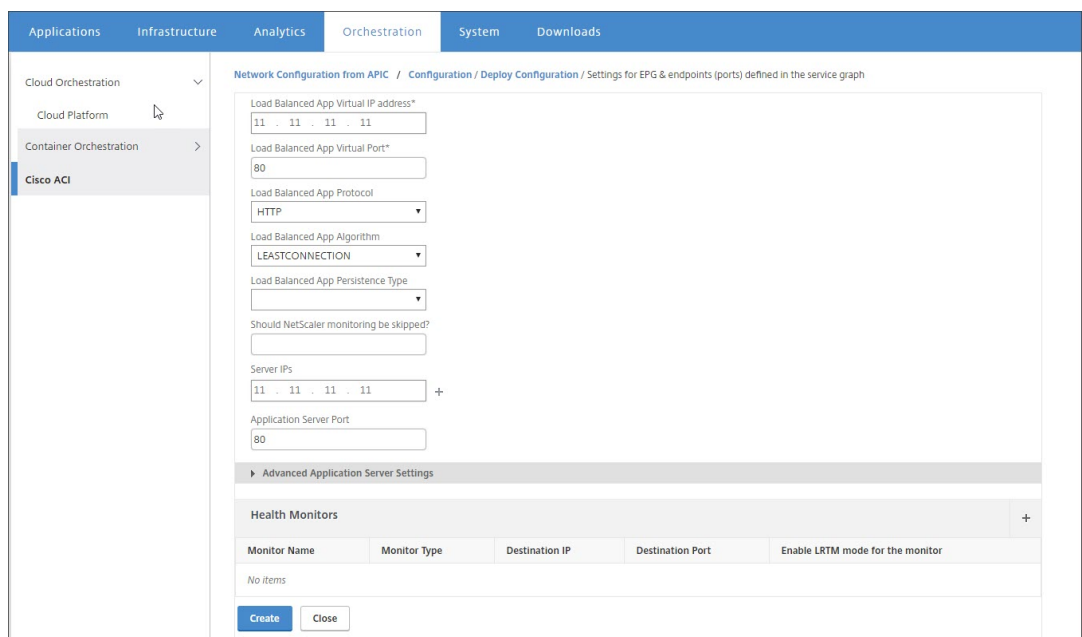 Applications Infrastructure Analytics Orchestration System Downloads
Cloud Orchestration
Cloud Platform
Container Orchestration
Cisco ACI
Network Configuration from APIC / Configuration / Deploy Configuration / Settings for EPG & endpoints (ports) defined in the service graph
Load Balanced App Virtual IP address*
11 . 11 . 11 . 11
Load Balanced App Virtual Port*
80
Load Balanced App Protocol
HTTP
Load Balanced App Algorithm
LEASTCONNECTION
Load Balanced App Persistence Type
Should NetScaler monitoring be skipped?
Server IPs
11 . 11 . 11 . 11 +
Application Server Port
80
Advanced Application Server Settings
Health Monitors +
Monitor Name Monitor Type Destination IP Destination Port Enable LRTM mode for the monitor
No items
Create Close